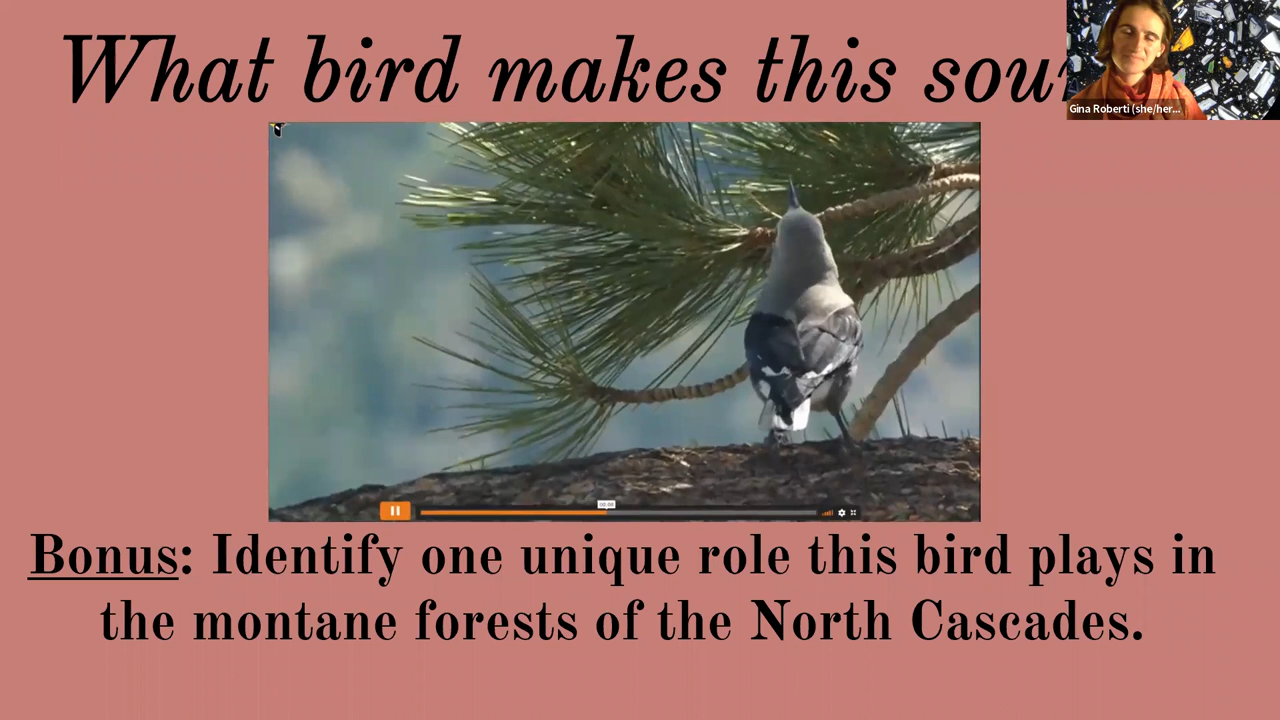 What bird makes this sou
Gina Roberti (she/her...
Bonus: Identify one unique role this bird plays in
the montane forests of the North Cascades.